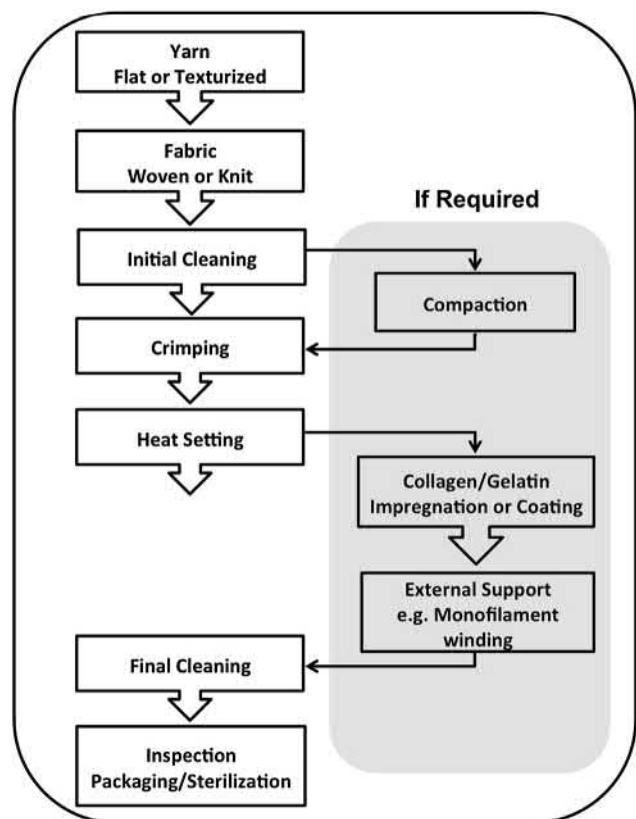 Yarn
Flat or Texturized
Fabric
Woven or Knit
If Required
Initial Cleaning
Compaction
Crimping
Heat Setting
Collagen/Gelatin
Impregnation or Coating
External Support
e.g. Monofilament
winding
Final Cleaning
Inspection
Packaging/Sterilization